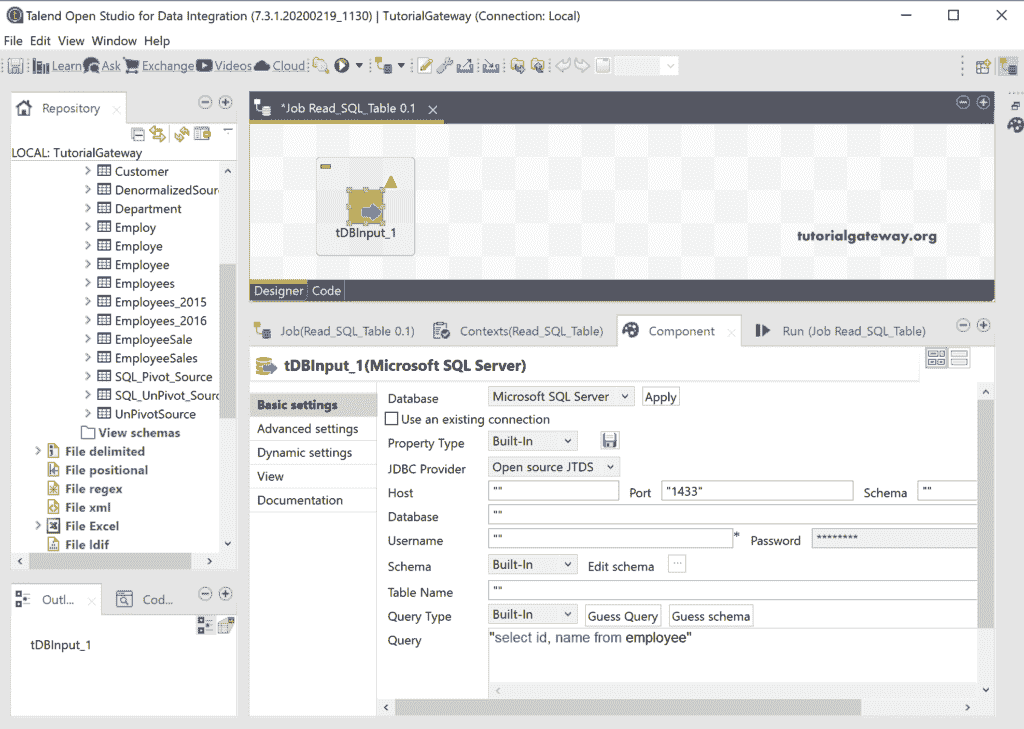 Talend Open Studio for Data Integration (7.3.1.20200219_1130) | TutorialGateway (Connection: Local)
File Edit View Window Help
Learn Ask Exchange Videos Cloud
Repository
LOCAL: TutorialGateway
Customer
DenormalizedSour
Department
Employ
Employe
Employee
Employees
Employees_2015
Employees_2016
EmployeeSale
EmployeeSales
SQL_Pivot_Source
SQL_UnPivot_Sour
UnPivotSource
View schemas
File delimited
File positional
File regex
File xml
File Excel
File ldif
Outl... Cod...
tDBInput_1
*Job Read_SQL_Table 0.1
tDBInput_1
tutorialgateway.org
Designer Code
Job(Read_SQL_Table 0.1) Contexts(Read_SQL_Table) Component Run (Job Read_SQL_Table)
tDBInput_1(Microsoft SQL Server)
Basic settings
Advanced settings
Dynamic settings
View
Documentation
Database Microsoft SQL Server Apply
Use an existing connection
Property Type Built-In
JDBC Provider Open source JTDS
Host "" Port "1433" Schema ""
Database ""
Username "" * Password ********
Schema Built-In Edit schema ...
Table Name ""
Query Type Built-In Guess Query Guess schema
Query "select id, name from employee"